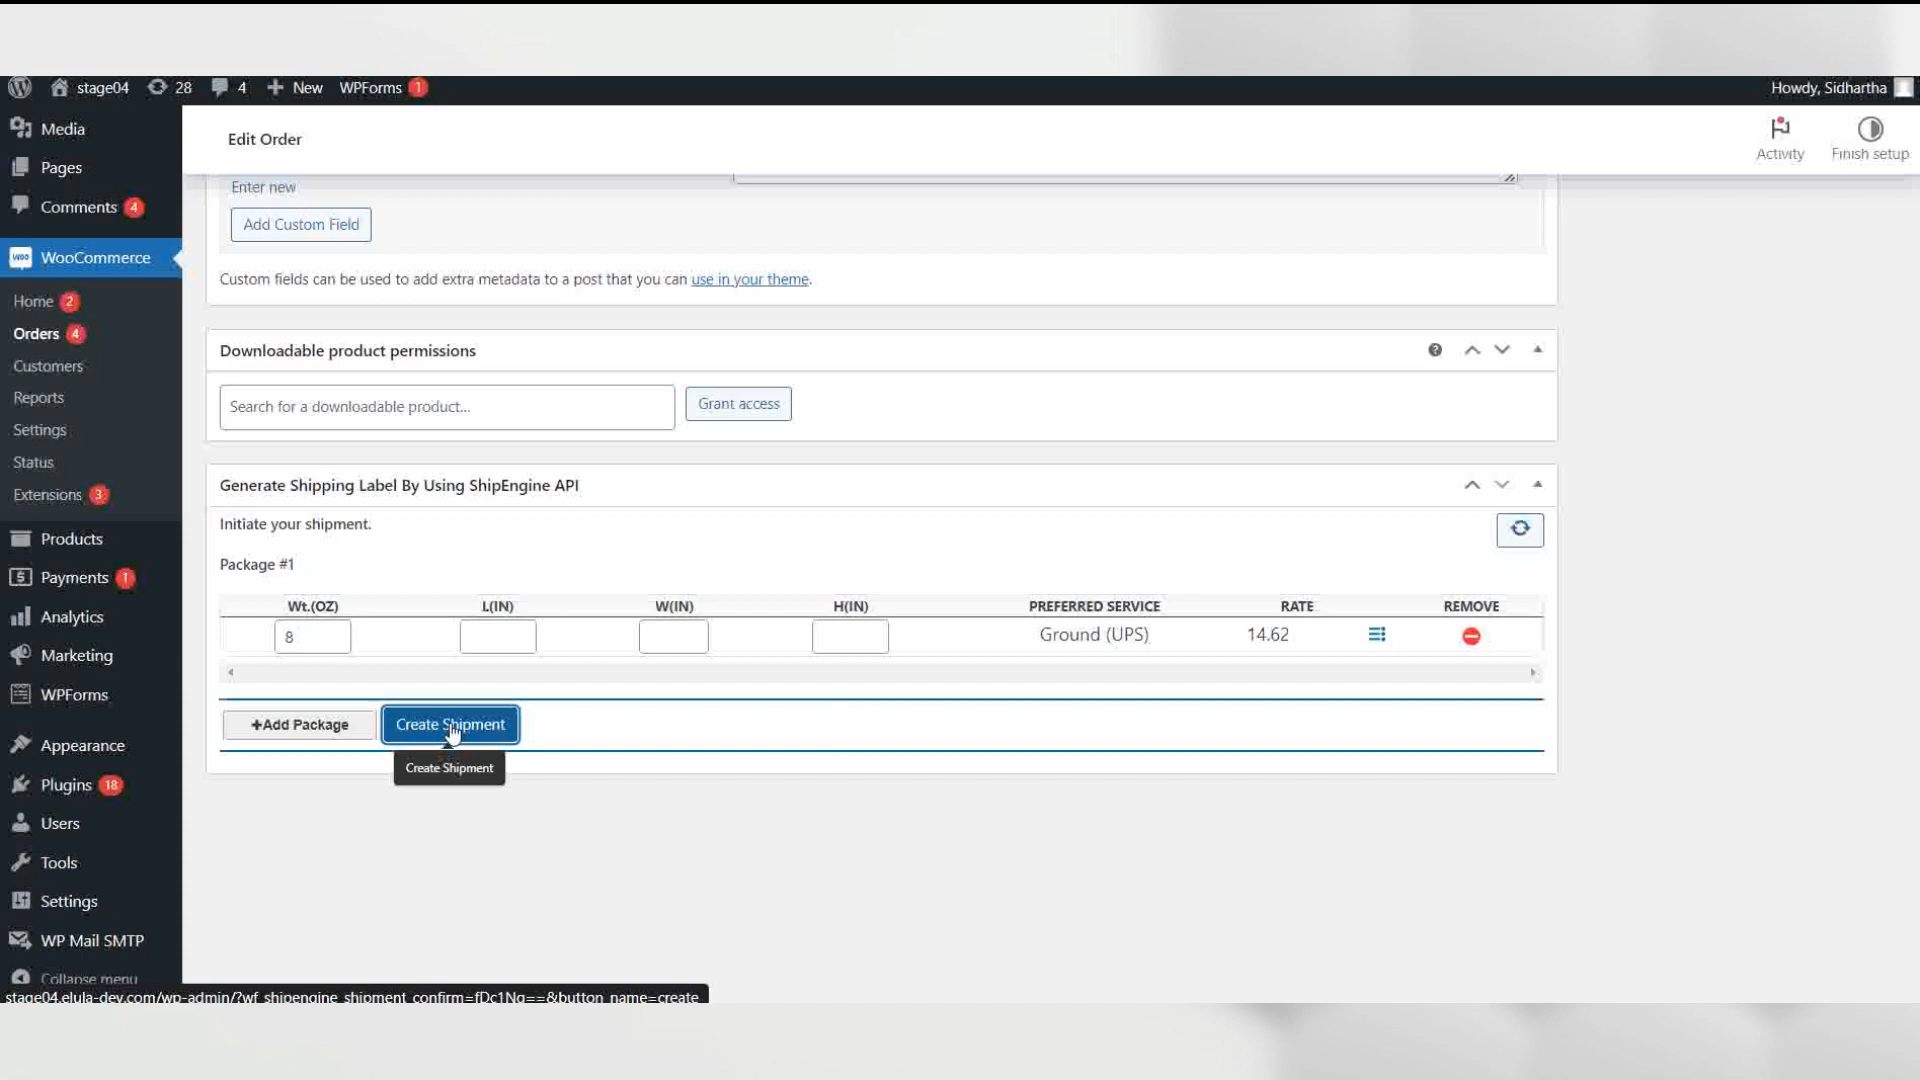 stage04 28 4 New WPForms 1 Howdy, Sidhartha
Media
Pages
Comments 4
WooCommerce
Home 2
Orders 4
Customers
Reports
Settings
Status
Extensions 3
Products
Payments 1
Analytics
Marketing
WPForms
Appearance
Plugins 18
Users
Tools
Settings
WP Mail SMTP
Collapse menu
Edit Order
Activity
Finish setup
Enter new
Add Custom Field
Custom fields can be used to add extra metadata to a post that you can use in your theme.
Downloadable product permissions
Search for a downloadable product...
Grant access
Generate Shipping Label By Using ShipEngine API
Initiate your shipment.
Package #1
Wt.(OZ) L(IN) W(IN) H(IN) PREFERRED SERVICE RATE REMOVE
8 Ground (UPS) 14.62
+Add Package
Create Shipment
Create Shipment
stage04.elula-dev.com/wp-admin/?wf_shipengine_shipment_confirm=fDc1Ng==&button_name=create